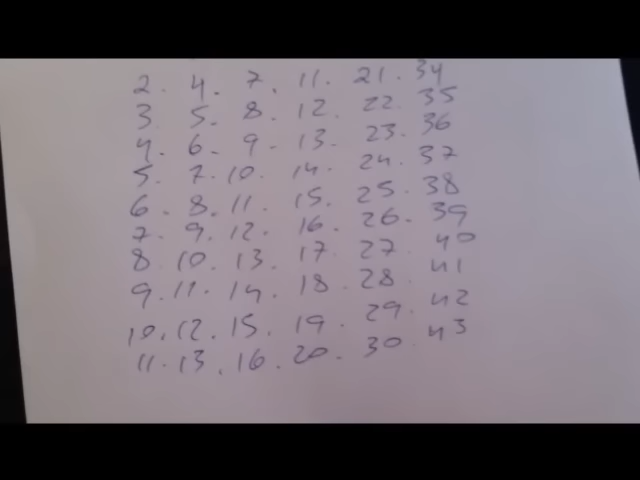 2. 4. 7. 11. 21. 34
3 5. 8. 12. 22. 35
4. 6. 9. 13. 23. 36
5. 7. 10. 14. 24. 37
6. 8. 11. 15. 25. 38
7. 9. 12. 16. 26. 39
8 10. 13. 17 27. 40
9. 11. 14. 18 28. 41
10. 12. 15. 19. 29. 42
11. 13. 16. 20. 30. 43